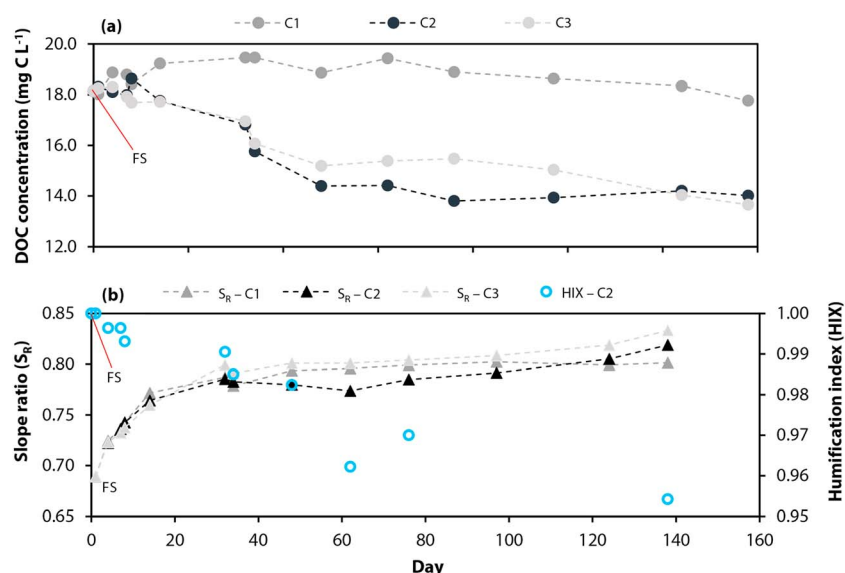 (a)
C1 C2 C3
DOC concentration (mg C L⁻¹)
20.0
18.0
16.0
14.0
12.0
FS
(b)
S_R – C1 S_R – C2 S_R – C3 HIX – C2
Slope ratio (S_R)
0.85
0.80
0.75
0.70
0.65
FS
FS
Humification index (HIX)
1.00
0.99
0.98
0.97
0.96
0.95
0 20 40 60 80 100 120 140 160
Day